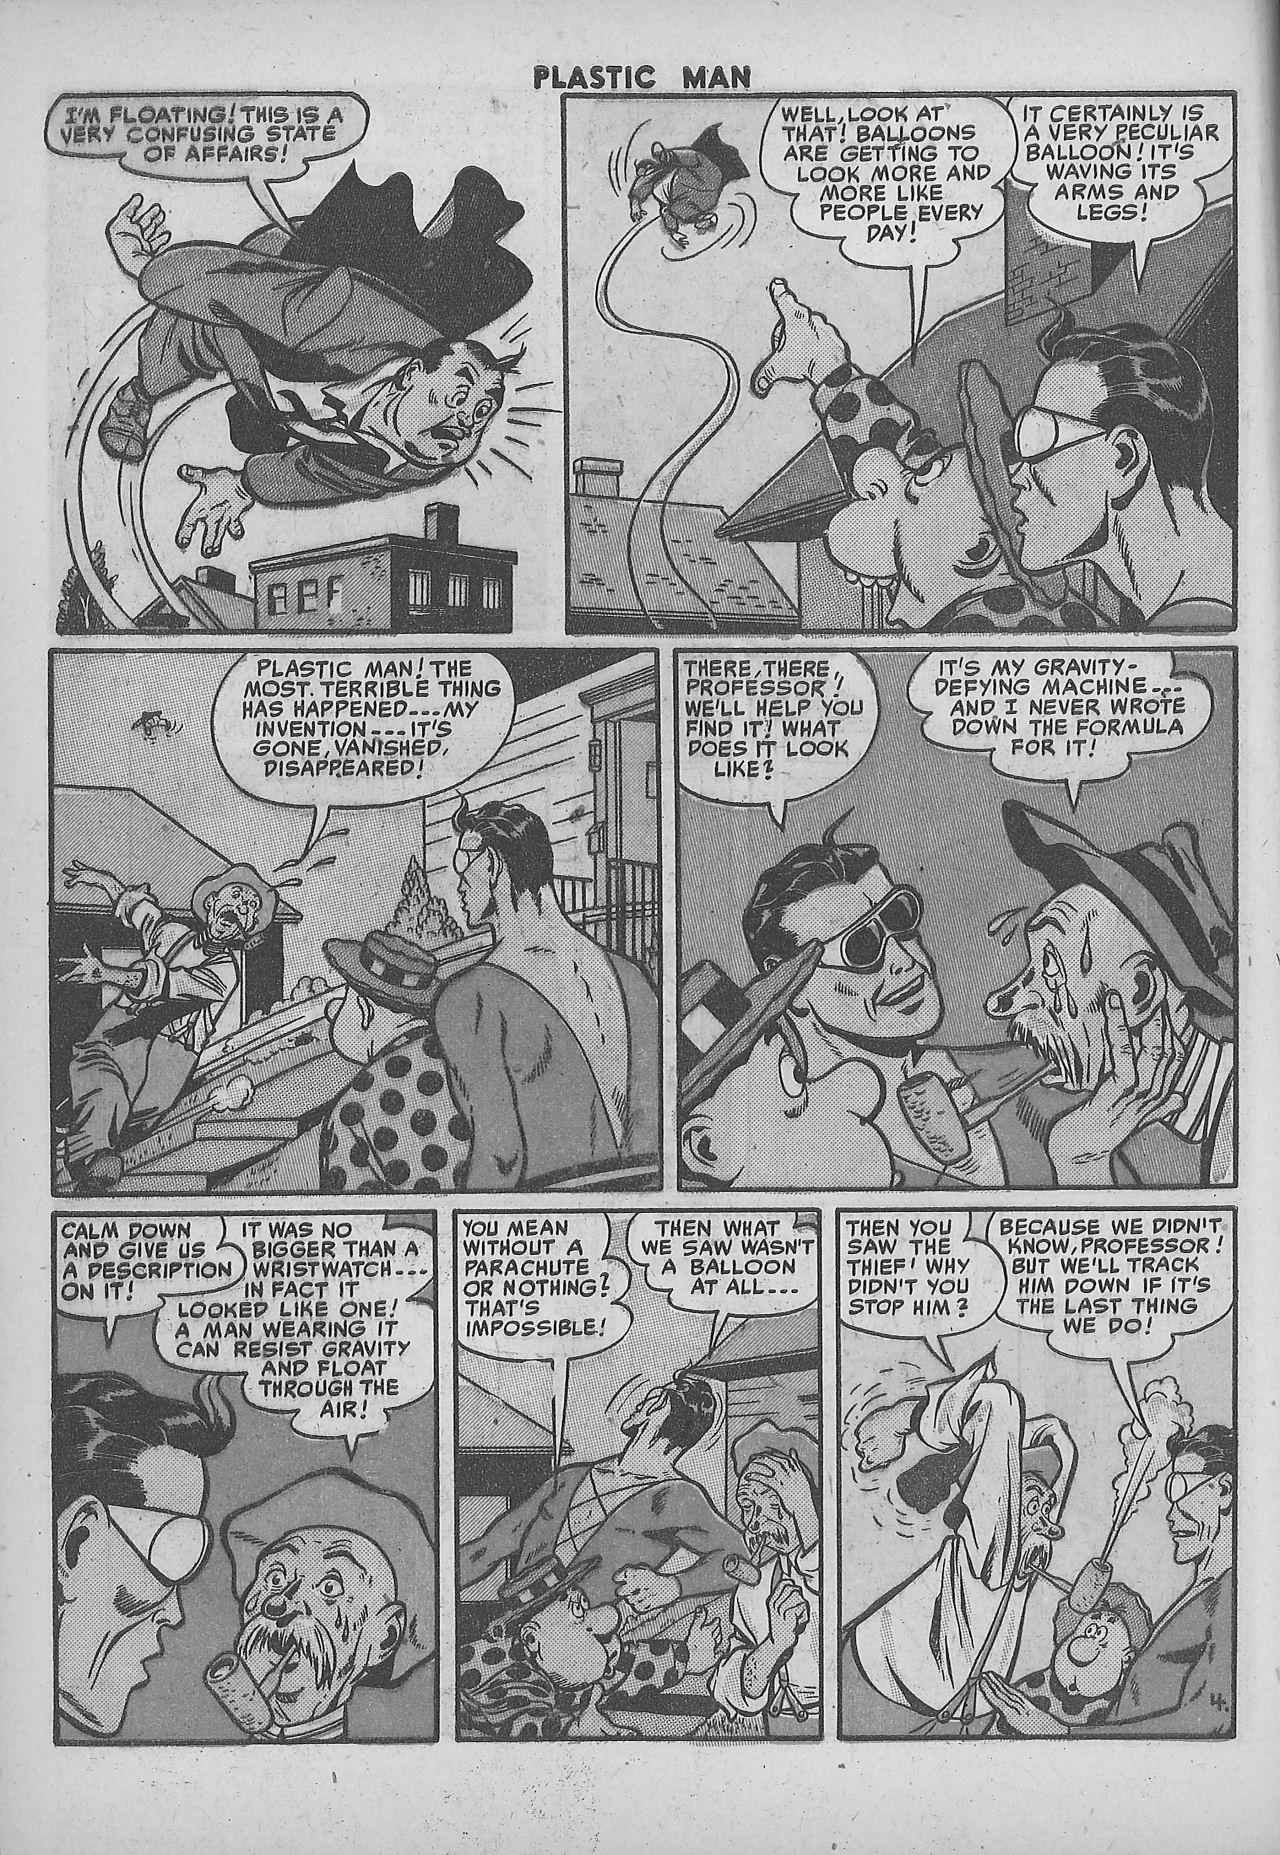 PLASTIC MAN
I'M FLOATING! THIS IS A
VERY CONFUSING STATE
OF AFFAIRS!
WELL, LOOK AT
THAT! BALLOONS
ARE GETTING TO
LOOK MORE AND
MORE LIKE
PEOPLE EVERY
DAY!
IT CERTAINLY IS
A VERY PECULIAR
BALLOON! IT'S
WAVING ITS
ARMS AND
LEGS!
PLASTIC MAN! THE
MOST TERRIBLE THING
HAS HAPPENED---MY
INVENTION---IT'S
GONE, VANISHED,
DISAPPEARED!
THERE, THERE,
PROFESSOR!
WE'LL HELP YOU
FIND IT! WHAT
DOES IT LOOK
LIKE?
IT'S MY GRAVITY-
DEFYING MACHINE---
AND I NEVER WROTE
DOWN THE FORMULA
FOR IT!
CALM DOWN
AND GIVE US
A DESCRIPTION
ON IT!
IT WAS NO
BIGGER THAN A
WRISTWATCH---
IN FACT IT
LOOKED LIKE ONE!
A MAN WEARING IT
CAN RESIST GRAVITY
AND FLOAT
THROUGH THE
AIR!
YOU MEAN
WITHOUT A
PARACHUTE
OR NOTHING?
THAT'S
IMPOSSIBLE!
THEN WHAT
WE SAW WASN'T
A BALLOON
AT ALL---
THEN YOU
SAW THE
THIEF! WHY
DIDN'T YOU
STOP HIM?
BECAUSE WE DIDN'T
KNOW, PROFESSOR!
BUT WE'LL TRACK
HIM DOWN IF IT'S
THE LAST THING
WE DO!
4.